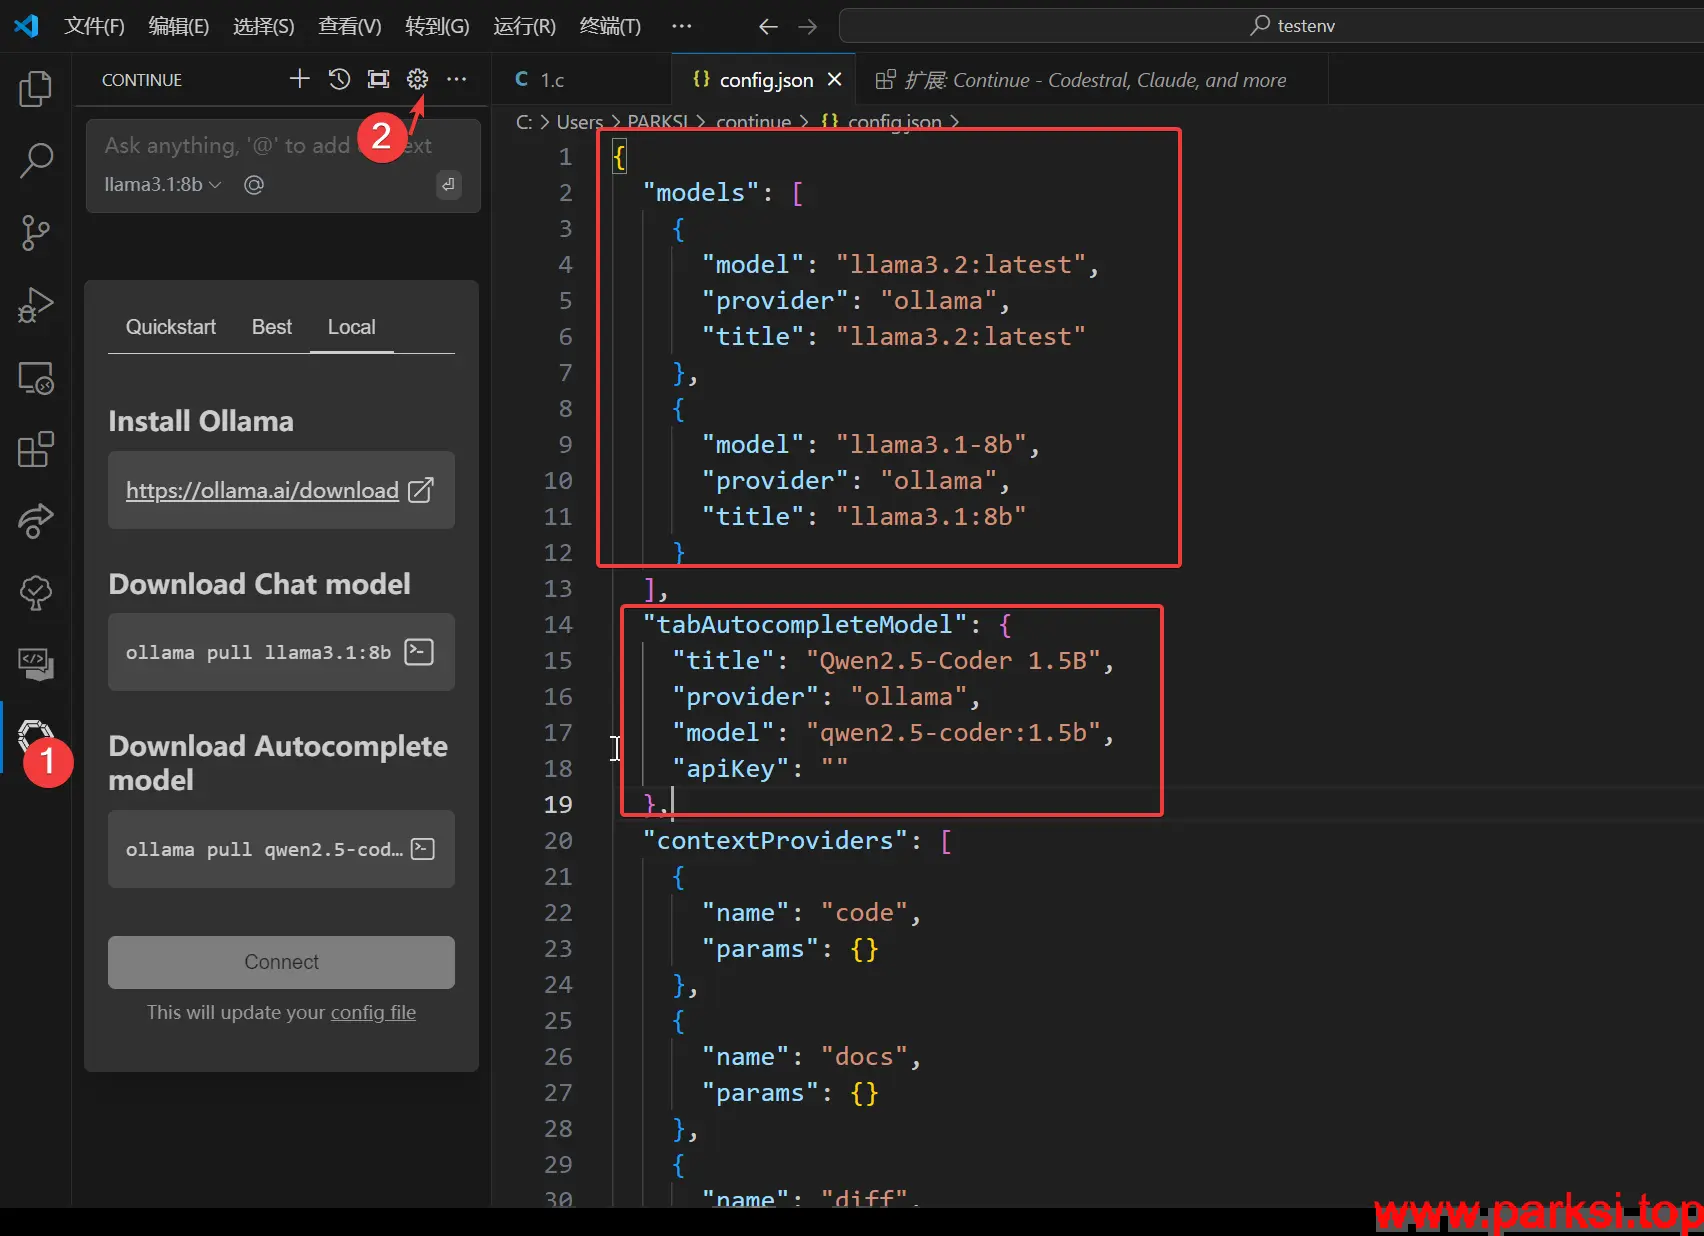 文件(F) 编辑(E) 选择(S) 查看(V) 转到(G) 运行(R) 终端(T) ··· testenv
CONTINUE
1.c config.json 扩展: Continue - Codestral, Claude, and more
C: > Users > PARKSI > continue > {} config.json >
Ask anything, '@' to add
2
llama3.1:8b @
Quickstart Best Local
Install Ollama
https://ollama.ai/download
Download Chat model
ollama pull llama3.1:8b
Download Autocomplete
model
1
ollama pull qwen2.5-cod...
Connect
This will update your config file
1 {
2 "models": [
3 {
4 "model": "llama3.2:latest",
5 "provider": "ollama",
6 "title": "llama3.2:latest"
7 },
8 {
9 "model": "llama3.1-8b",
10 "provider": "ollama",
11 "title": "llama3.1:8b"
12 }
13 ],
14 "tabAutocompleteModel": {
15 "title": "Qwen2.5-Coder 1.5B",
16 "provider": "ollama",
17 "model": "qwen2.5-coder:1.5b",
18 "apiKey": ""
19 },
20 "contextProviders": [
21 {
22 "name": "code",
23 "params": {}
24 },
25 {
26 "name": "docs",
27 "params": {}
28 },
29 {
30 "name": "diff",
www.parksi.top